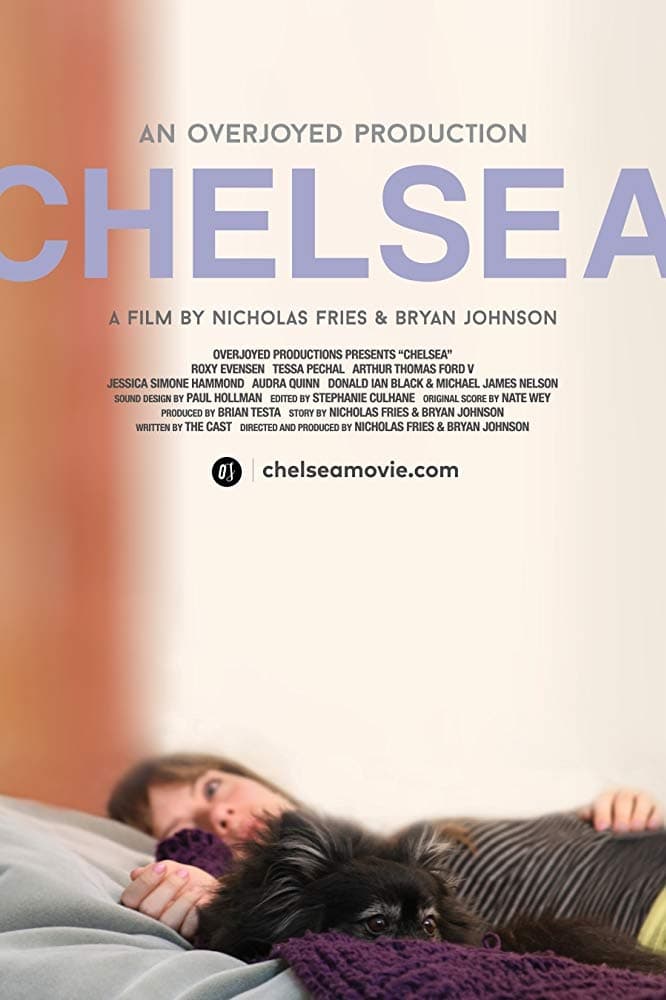 AN OVERJOYED PRODUCTION
CHELSEA
A FILM BY NICHOLAS FRIES & BRYAN JOHNSON
OVERJOYED PRODUCTIONS PRESENTS “CHELSEA”
ROXY EVENSEN TESSA PECHAL ARTHUR THOMAS FORD V
JESSICA SIMONE HAMMOND AUDRA QUINN DONALD IAN BLACK & MICHAEL JAMES NELSON
SOUND DESIGN BY PAUL HOLLMAN EDITED BY STEPHANIE CULHANE ORIGINAL SCORE BY NATE WEY
PRODUCED BY BRIAN TESTA STORY BY NICHOLAS FRIES & BRYAN JOHNSON
WRITTEN BY THE CAST DIRECTED AND PRODUCED BY NICHOLAS FRIES & BRYAN JOHNSON
chelseamovie.com